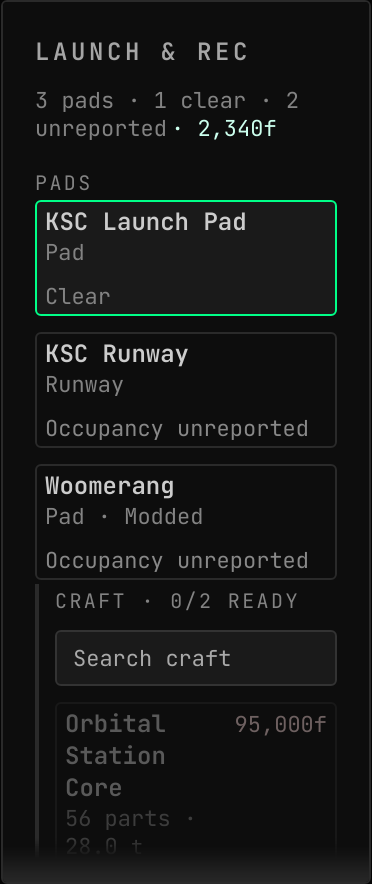 LAUNCH & REC
3 pads · 1 clear · 2
unreported · 2,340f
PADS
KSC Launch Pad
Pad
Clear
KSC Runway
Runway
Occupancy unreported
Woomerang
Pad · Modded
Occupancy unreported
CRAFT · 0/2 READY
Search craft
Orbital 95,000f
Station
Core
56 parts ·
28.0 t